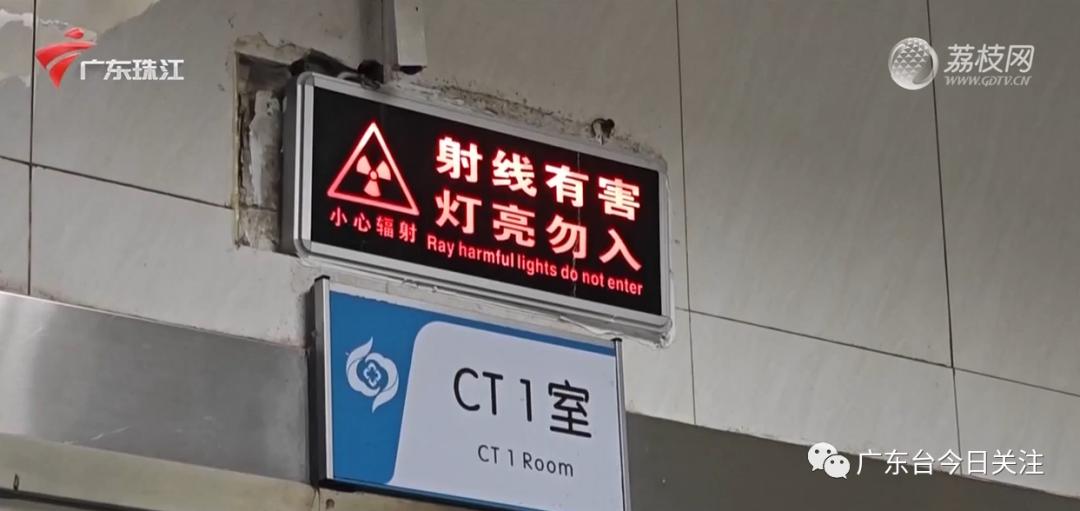 广东珠江
荔枝网
WWW.GDTV.CN
射线有害
灯亮勿入
小心辐射
Ray harmful lights do not enter
CT 1 室
CT 1 Room
广东台今日关注